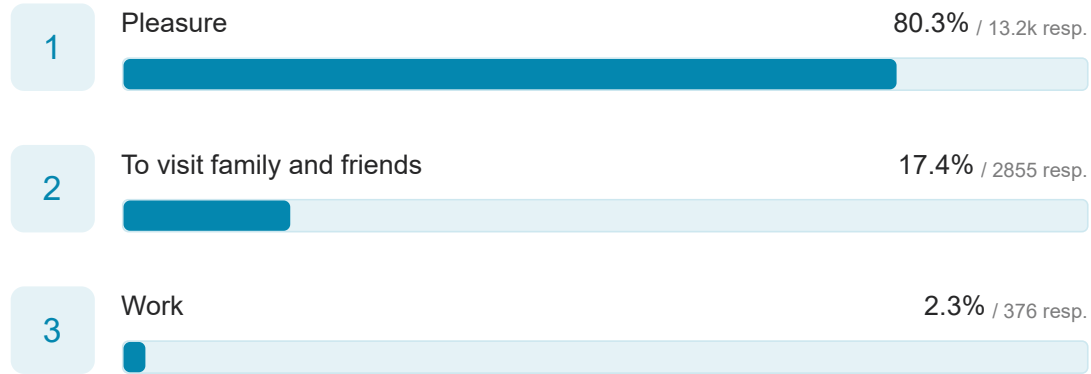 1
Pleasure
80.3% / 13.2k resp.
2
To visit family and friends
17.4% / 2855 resp.
3
Work
2.3% / 376 resp.